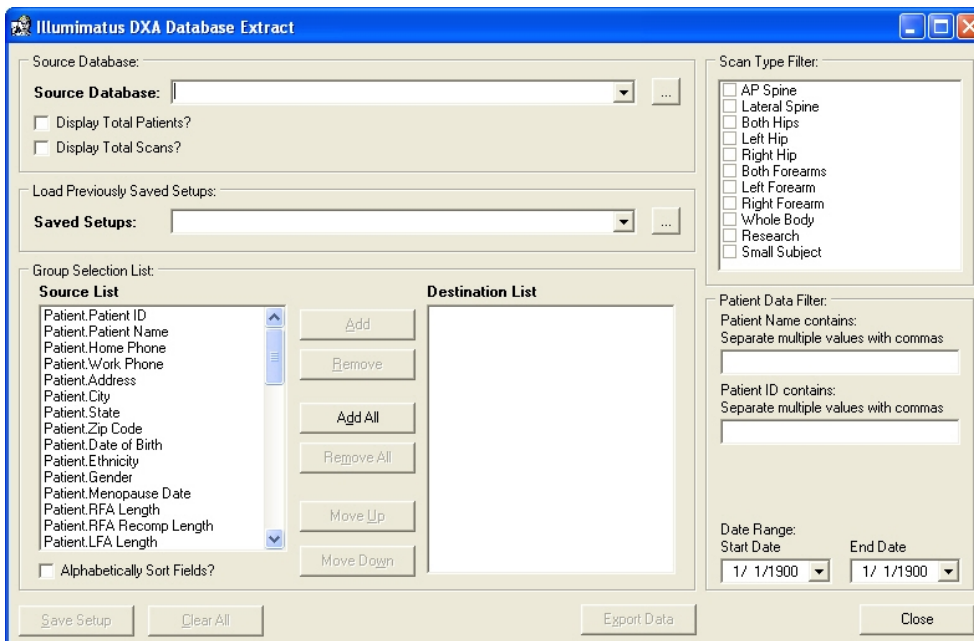 Illumimatus DXA Database Extract
Source Database:
Source Database:
...
Display Total Patients?
Display Total Scans?
Load Previously Saved Setups:
Saved Setups:
...
Group Selection List:
Source List
Patient.Patient ID
Patient.Patient Name
Patient.Home Phone
Patient.Work Phone
Patient.Address
Patient.City
Patient.State
Patient.Zip Code
Patient.Date of Birth
Patient.Ethnicity
Patient.Gender
Patient.Menopause Date
Patient.RFA Length
Patient.RFA Recomp Length
Patient.LFA Length
Alphabetically Sort Fields?
Add
Remove
Add All
Remove All
Move Up
Move Down
Destination List
Scan Type Filter:
AP Spine
Lateral Spine
Both Hips
Left Hip
Right Hip
Both Forearms
Left Forearm
Right Forearm
Whole Body
Research
Small Subject
Patient Data Filter:
Patient Name contains:
Separate multiple values with commas
Patient ID contains:
Separate multiple values with commas
Date Range:
Start Date End Date
1/ 1/1900 1/ 1/1900
Save Setup Clear All Export Data Close